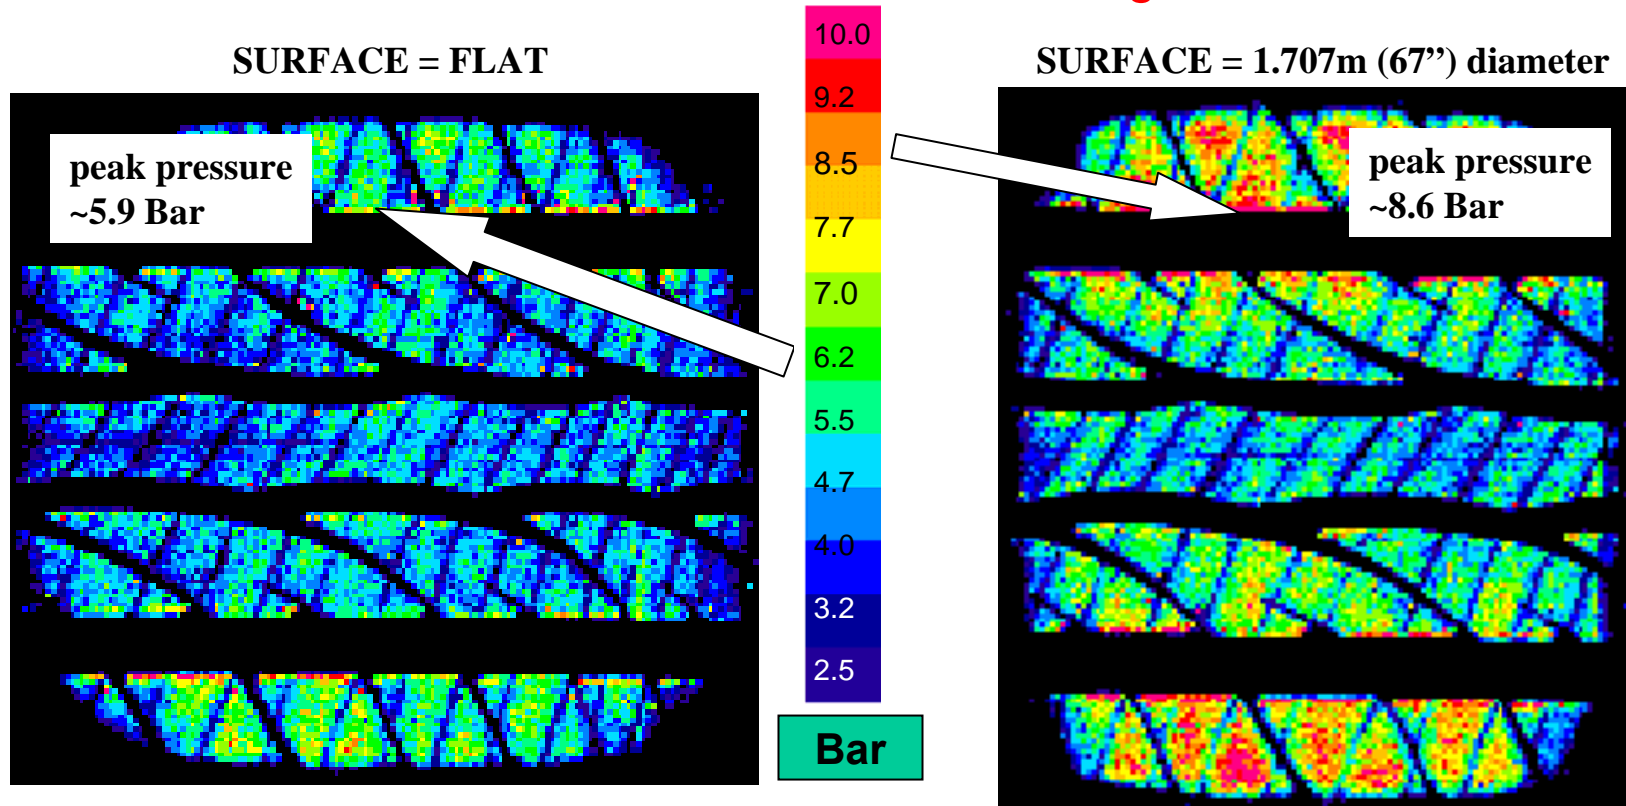 SURFACE = FLAT
SURFACE = 1.707m (67”) diameter
peak pressure
~5.9 Bar
10.0
9.2
8.5
7.7
7.0
6.2
5.5
4.7
4.0
3.2
2.5
Bar
peak pressure
~8.6 Bar